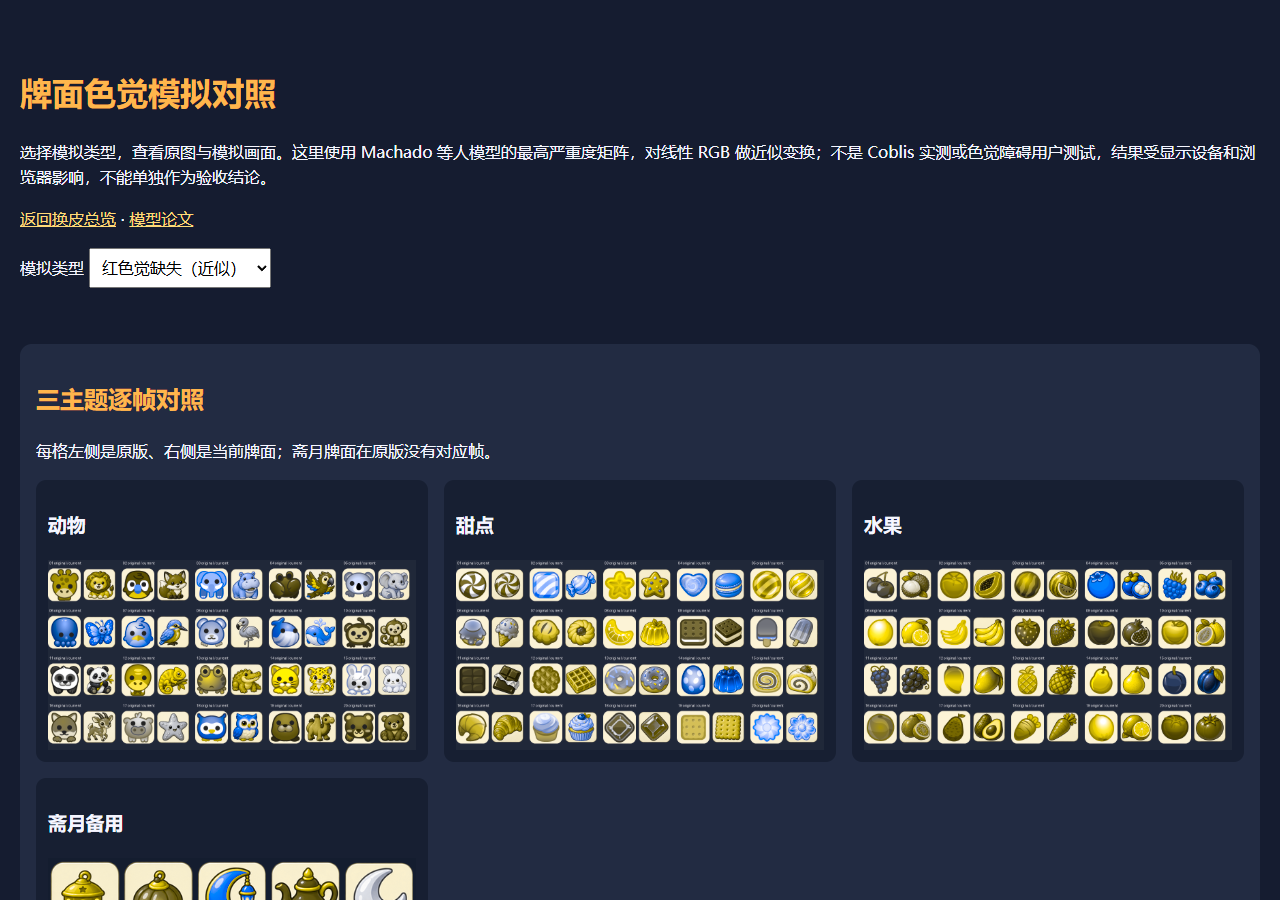 牌面色觉模拟对照
选择模拟类型，查看原图与模拟画面。这里使用 Machado 等人模型的最高严重度矩阵，对线性 RGB 做近似变换；不是 Coblis 实测或色觉障碍用户测试，结果受显示设备和浏
览器影响，不能单独作为验收结论。
返回换皮总览 · 模型论文
模拟类型 红色觉缺失（近似）
三主题逐帧对照
每格左侧是原版、右侧是当前牌面；斋月牌面在原版没有对应帧。
动物
甜点
水果
斋月备用